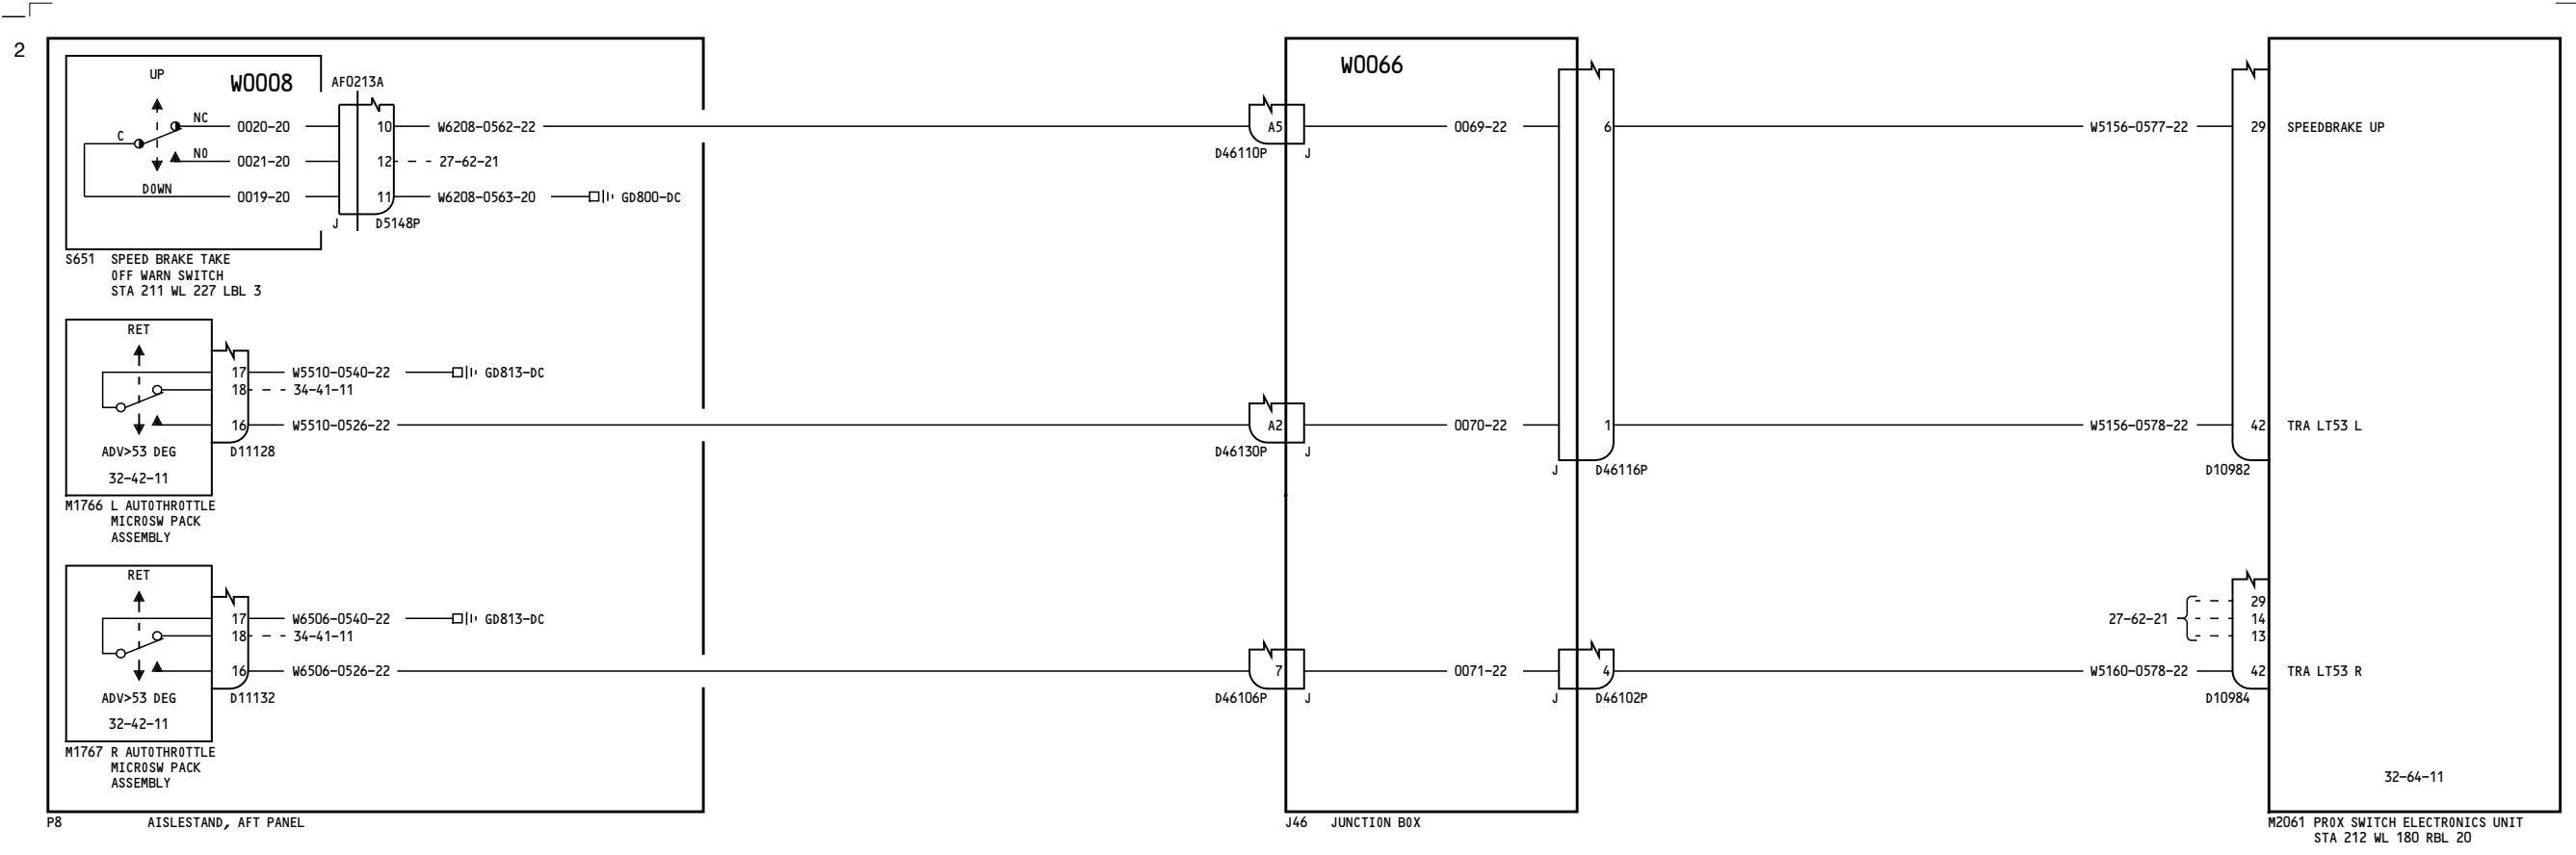 2
UP
W0008
AF0213A
NC
0020-20
10
W6208-0562-22
C
NO
0021-20
12
27-62-21
DOWN
0019-20
11
W6208-0563-20
GD800-DC
J
D5148P
S651 SPEED BRAKE TAKE
OFF WARN SWITCH
STA 211 WL 227 LBL 3
RET
17
W5510-0540-22
GD813-DC
18
34-41-11
16
W5510-0526-22
ADV>53 DEG
D11128
32-42-11
M1766 L AUTOTHROTTLE
MICROSW PACK
ASSEMBLY
RET
17
W6506-0540-22
GD813-DC
18
34-41-11
16
W6506-0526-22
ADV>53 DEG
D11132
32-42-11
M1767 R AUTOTHROTTLE
MICROSW PACK
ASSEMBLY
P8 AISLESTAND, AFT PANEL
W0066
A5
0069-22
6
D46110P
J
A2
0070-22
1
D46130P
J
J
D46116P
7
0071-22
4
D46106P
J
J
D46102P
J46 JUNCTION BOX
W5156-0577-22
29
SPEEDBRAKE UP
W5156-0578-22
42
TRA LT53 L
D10982
27-62-21
29
14
13
W5160-0578-22
42
TRA LT53 R
D10984
32-64-11
M2061 PROX SWITCH ELECTRONICS UNIT
STA 212 WL 180 RBL 20